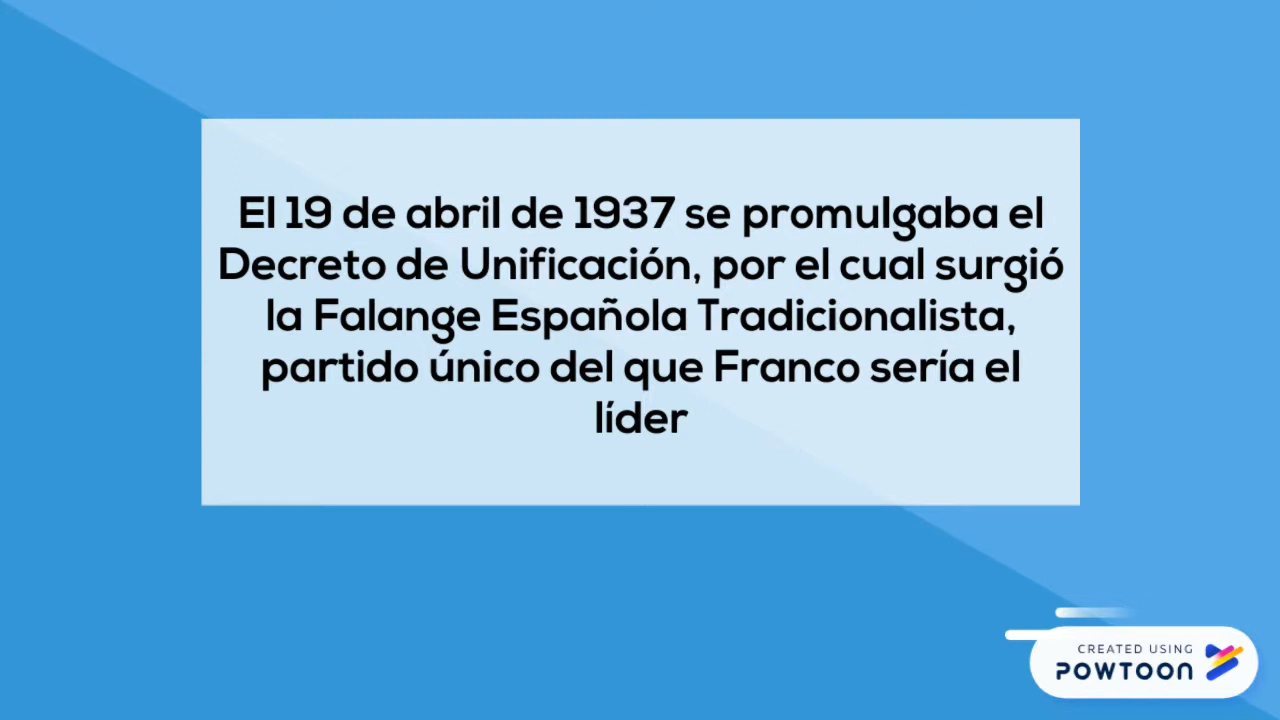 El 19 de abril de 1937 se promulgaba el
Decreto de Unificación, por el cual surgió
la Falange Española Tradicionalista,
partido único del que Franco sería el
líder
CREATED USING
POWTOON